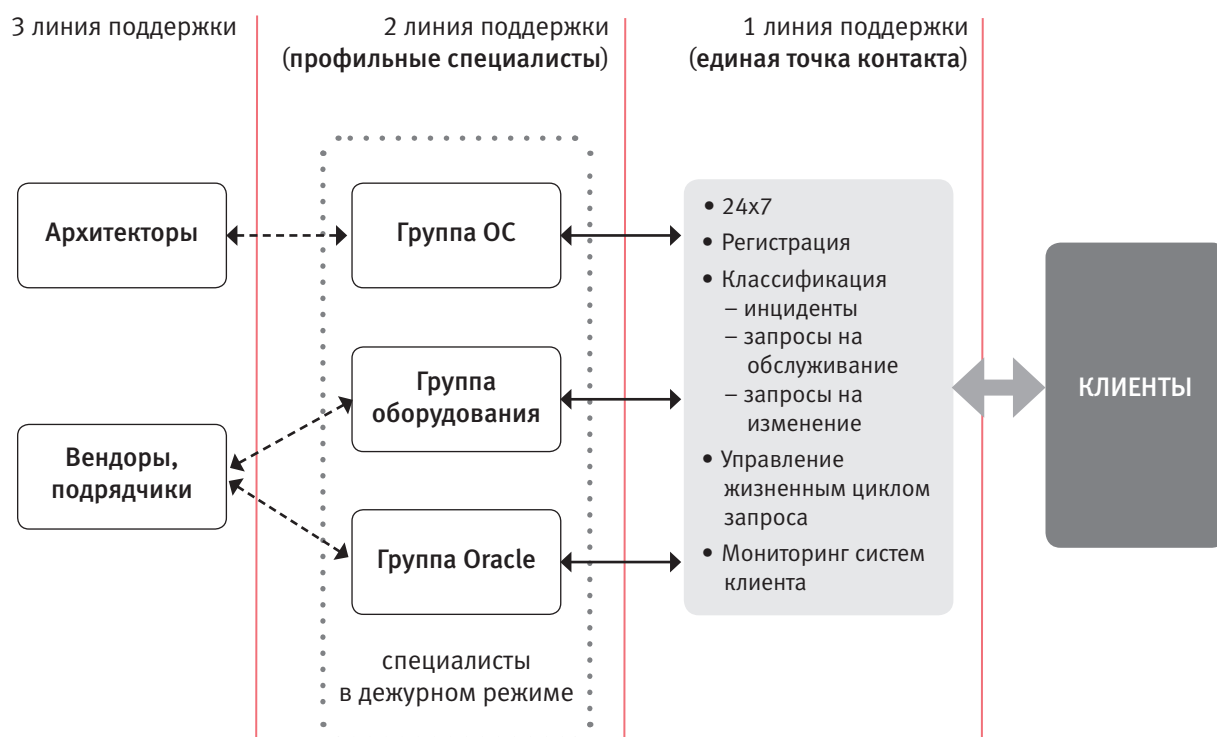 3 линия поддержки
2 линия поддержки
(профильные специалисты)
1 линия поддержки
(единая точка контакта)
Архитекторы
Вендоры,
подрядчики
Группа ОС
Группа
оборудования
Группа Oracle
специалисты
в дежурном режиме
• 24x7
• Регистрация
• Классификация
– инциденты
– запросы на
обслуживание
– запросы на
изменение
• Управление
жизненным циклом
запроса
• Мониторинг систем
клиента
КЛИЕНТЫ